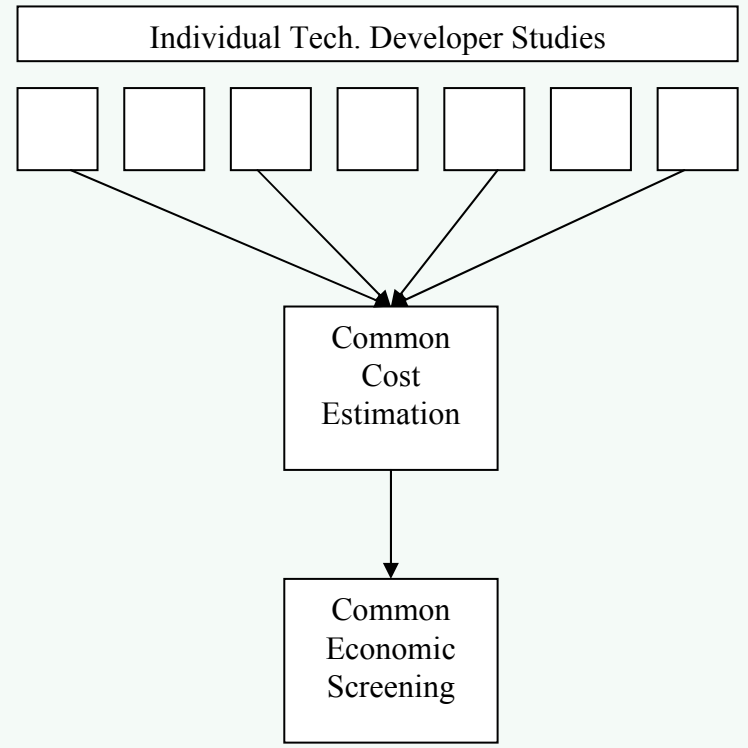 Individual Tech. Developer Studies
Common
Cost
Estimation
Common
Economic
Screening